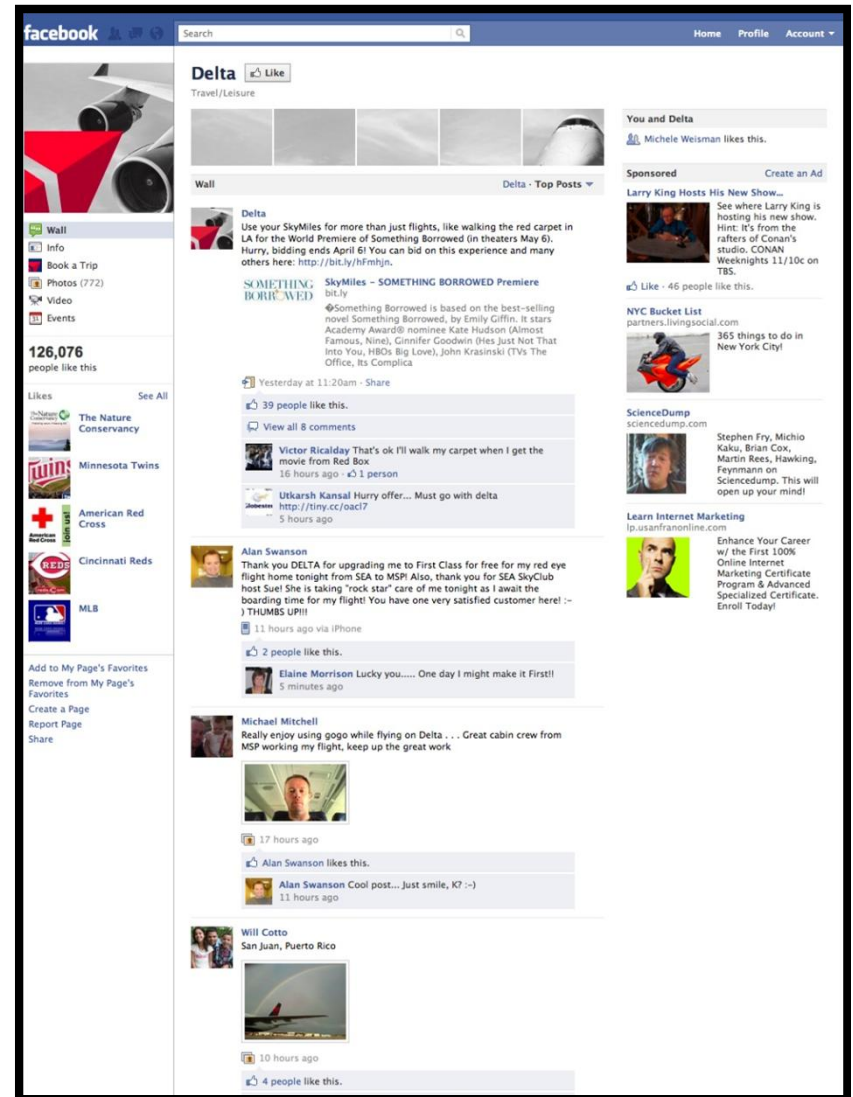 facebook
Search
Home Profile Account
Delta Like
Travel/Leisure
Wall
Info
Book a Trip
Photos (772)
Video
Events
126,076
people like this
Likes See All
The Nature
Conservancy
Minnesota Twins
American Red
Cross
Cincinnati Reds
MLB
Add to My Page's Favorites
Remove from My Page's
Favorites
Create a Page
Report Page
Share
Wall Delta · Top Posts
Delta
Use your SkyMiles for more than just flights, like walking the red carpet in
LA for the World Premiere of Something Borrowed (in theaters May 6).
Hurry, bidding ends April 6! You can bid on this experience and many
others here: http://bit.ly/hFmhjn.
SOMETHING
BORROWED
SkyMiles – SOMETHING BORROWED Premiere
bit.ly
�Something Borrowed is based on the best-selling
novel Something Borrowed, by Emily Giffin. It stars
Academy Award® nominee Kate Hudson (Almost
Famous, Nine), Ginnifer Goodwin (Hes Just Not That
Into You, HBOs Big Love), John Krasinski (TVs The
Office, Its Complica
Yesterday at 11:20am · Share
39 people like this.
View all 8 comments
Victor Ricalday That's ok I'll walk my carpet when I get the
movie from Red Box
16 hours ago · 1 person
Utkarsh Kansal Hurry offer... Must go with delta
http://tiny.cc/oacl7
5 hours ago
Alan Swanson
Thank you DELTA for upgrading me to First Class for free for my red eye
flight home tonight from SEA to MSP! Also, thank you for SEA SkyClub
host Sue! She is taking "rock star" care of me tonight as I await the
boarding time for my flight! You have one very satisfied customer here! :-
) THUMBS UP!!!
11 hours ago via iPhone
2 people like this.
Elaine Morrison Lucky you..... One day I might make it First!!
5 minutes ago
Michael Mitchell
Really enjoy using gogo while flying on Delta . . . Great cabin crew from
MSP working my flight, keep up the great work
17 hours ago
Alan Swanson likes this.
Alan Swanson Cool post... Just smile, K? :-)
11 hours ago
Will Cotto
San Juan, Puerto Rico
10 hours ago
4 people like this.
You and Delta
Michele Weisman likes this.
Sponsored Create an Ad
Larry King Hosts His New Show...
See where Larry King is
hosting his new show.
Hint: It's from the
rafters of Conan's
studio. CONAN
Weeknights 11/10c on
TBS.
Like · 46 people like this.
NYC Bucket List
partners.livingsocial.com
365 things to do in
New York City!
ScienceDump
sciencedump.com
Stephen Fry, Michio
Kaku, Brian Cox,
Martin Rees, Hawking,
Feynmann on
Sciencedump. This will
open up your mind!
Learn Internet Marketing
lp.usanfranonline.com
Enhance Your Career
w/ the First 100%
Online Internet
Marketing Certificate
Program & Advanced
Specialized Certificate.
Enroll Today!